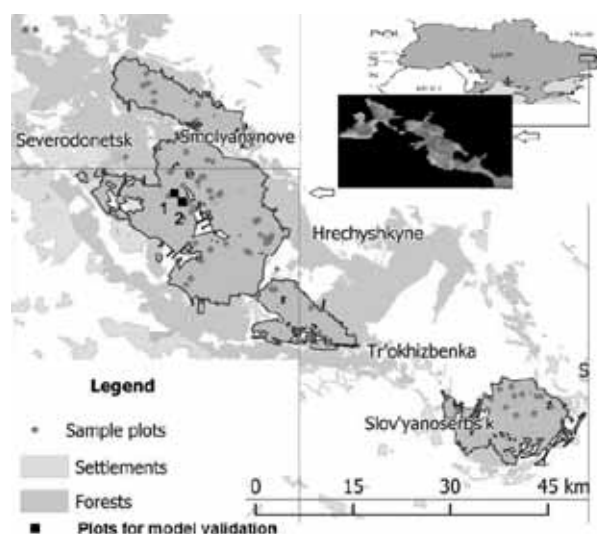 Severodonetsk
Smolyanynove
1
2
Hrechyshkyne
Tr'okhizbenka
S
Slov'yanoserbs'k
Legend
Sample plots
Settlements
Forests
Plots for model validation
0 15 30 45 km